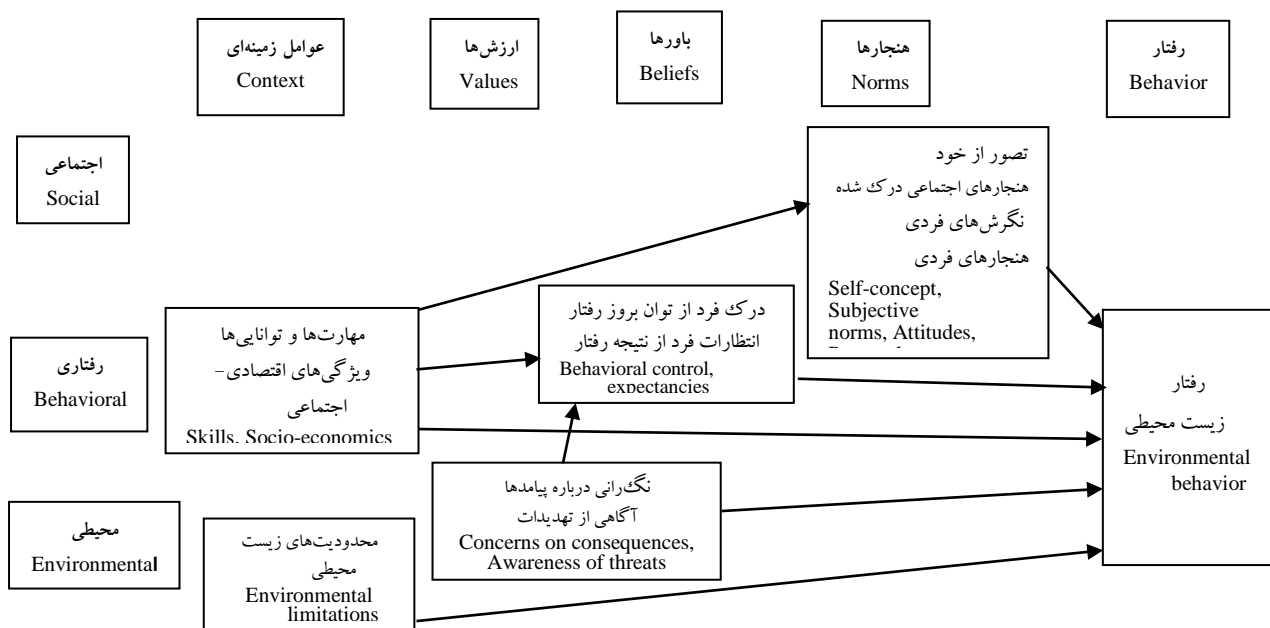 عوامل زمینه‌ای
Context
ارزش‌ها
Values
باورها
Beliefs
هنجارها
Norms
رفتار
Behavior
اجتماعی
Social
تصور از خود
هنجارهای اجتماعی درک شده
نگرش‌های فردی
هنجارهای فردی
Self-concept,
Subjective
norms, Attitudes,
رفتاری
Behavioral
مهارت‌ها و توانایی‌ها
ویژگی‌های اقتصادی–
اجتماعی
Skills, Socio-economics
درک فرد از توان بروز رفتار
انتظارات فرد از نتیجه رفتار
Behavioral control,
expectancies
رفتار
زیست محیطی
Environmental
behavior
محیطی
Environmental
محدودیت‌های زیست
محیطی
Environmental
limitations
نگرانی درباره پیامدها
آگاهی از تهدیدات
Concerns on consequences,
Awareness of threats